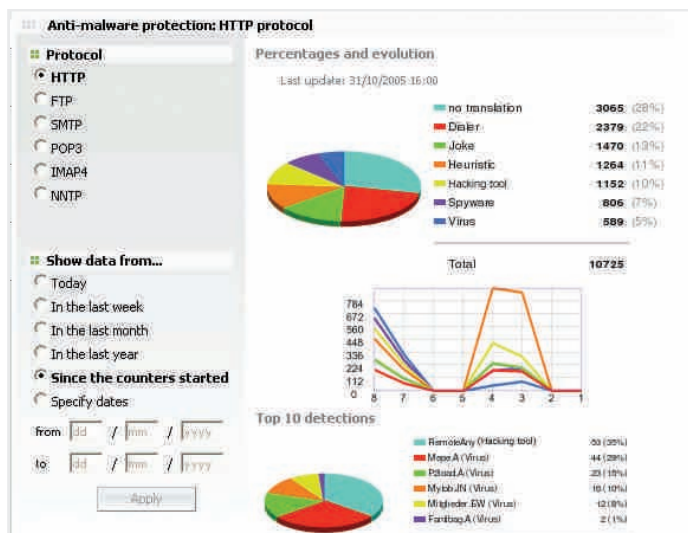 Anti-malware protection: HTTP protocol
Protocol
HTTP
FTP
SMTP
POP3
IMAP4
NNTP
Show data from...
Today
In the last week
In the last month
In the last year
Since the counters started
Specify dates
from dd / mm / yyyy
to dd / mm / yyyy
Apply
Percentages and evolution
Last update: 31/10/2005 16:00
no translation 3065 (28%)
Dialer 2379 (22%)
Joke 1470 (13%)
Heuristic 1264 (11%)
Hacking tool 1152 (10%)
Spyware 806 (7%)
Virus 589 (5%)
Total 10725
784
672
560
448
336
224
112
0
8 7 6 5 4 3 2 1
Top 10 detections
RemoteAny (Hacking tool) (35%)
Mepe.A (Virus) 44 (29%)
(Virus) 23 (15%)
Mytob.JN (Virus) 16 (10%)
Mitglieder.EW (Virus) 12 (8%)
Fantibag.A (Virus) 2 (1%)